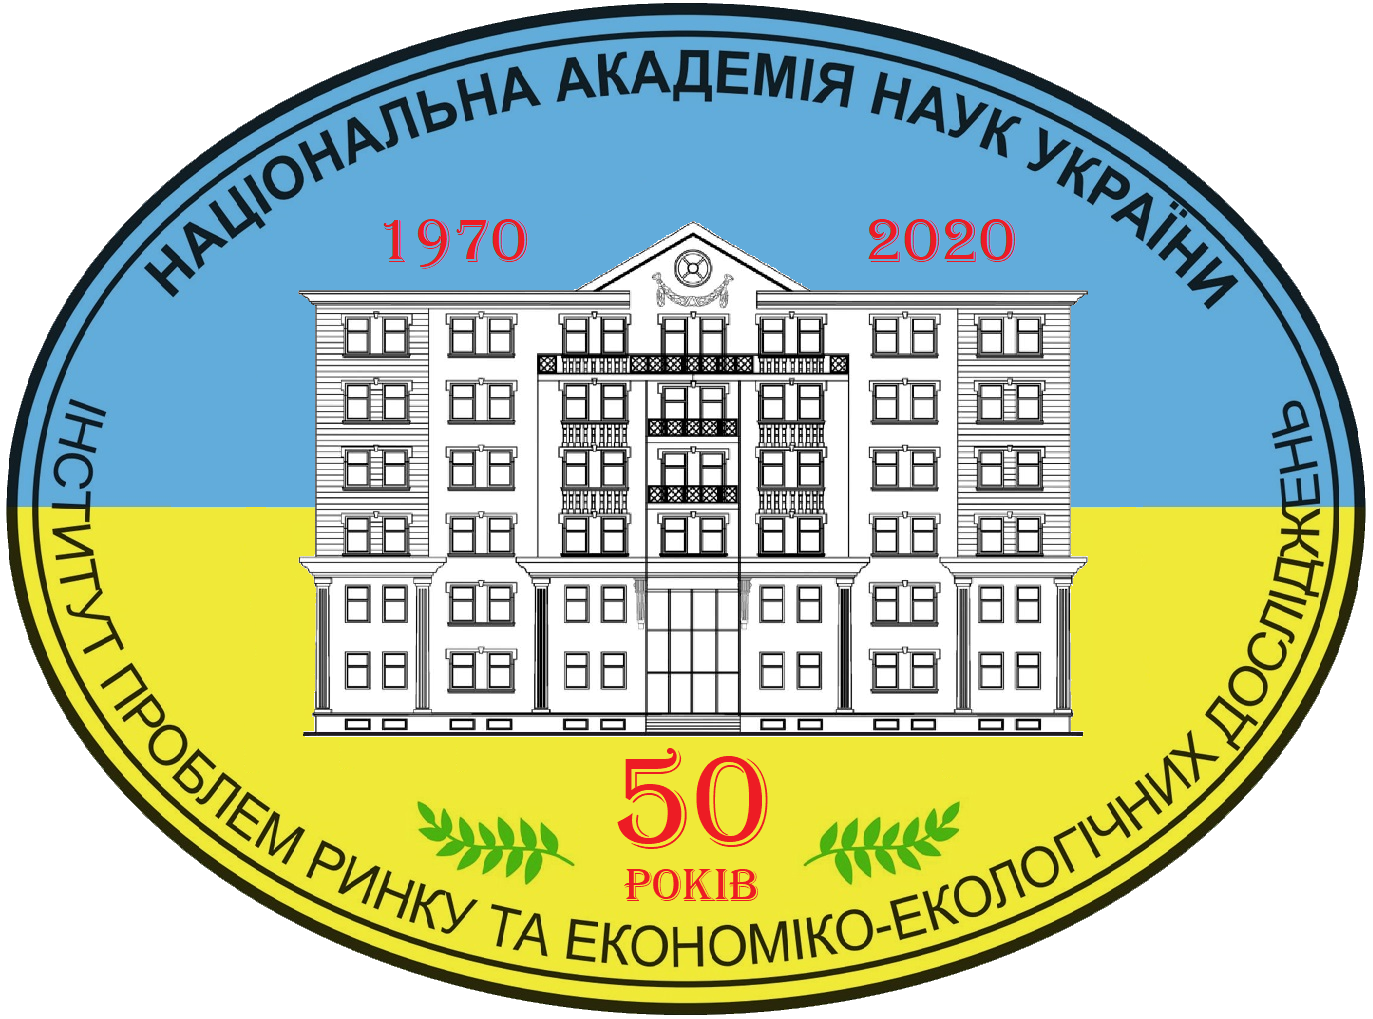 НАЦІОНАЛЬНА АКАДЕМІЯ НАУК УКРАЇНИ
1970
2020
50
РОКІВ
ІНСТИТУТ ПРОБЛЕМ РИНКУ ТА ЕКОНОМІКО-ЕКОЛОГІЧНИХ ДОСЛІДЖЕНЬ